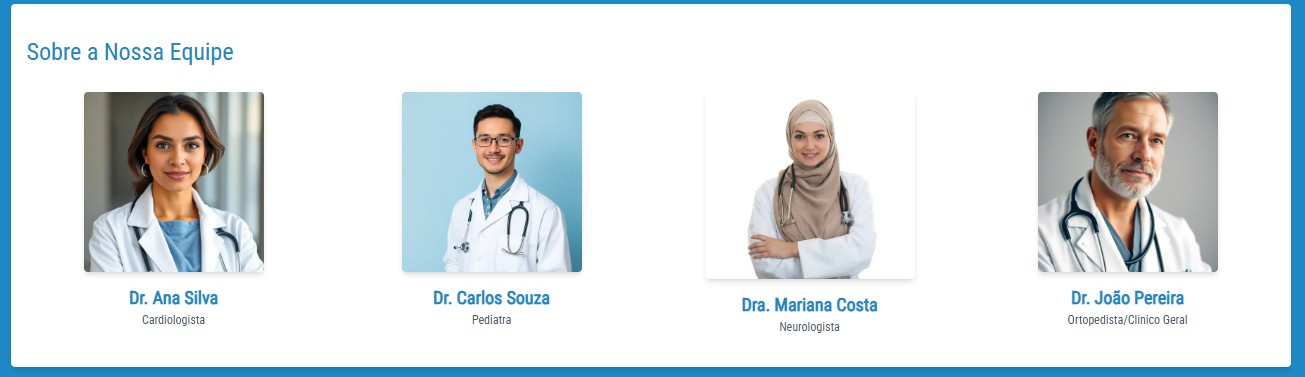 Sobre a Nossa Equipe
Dr. Ana Silva
Cardiologista
Dr. Carlos Souza
Pediatra
Dra. Mariana Costa
Neurologista
Dr. João Pereira
Ortopedista/Clinico Geral